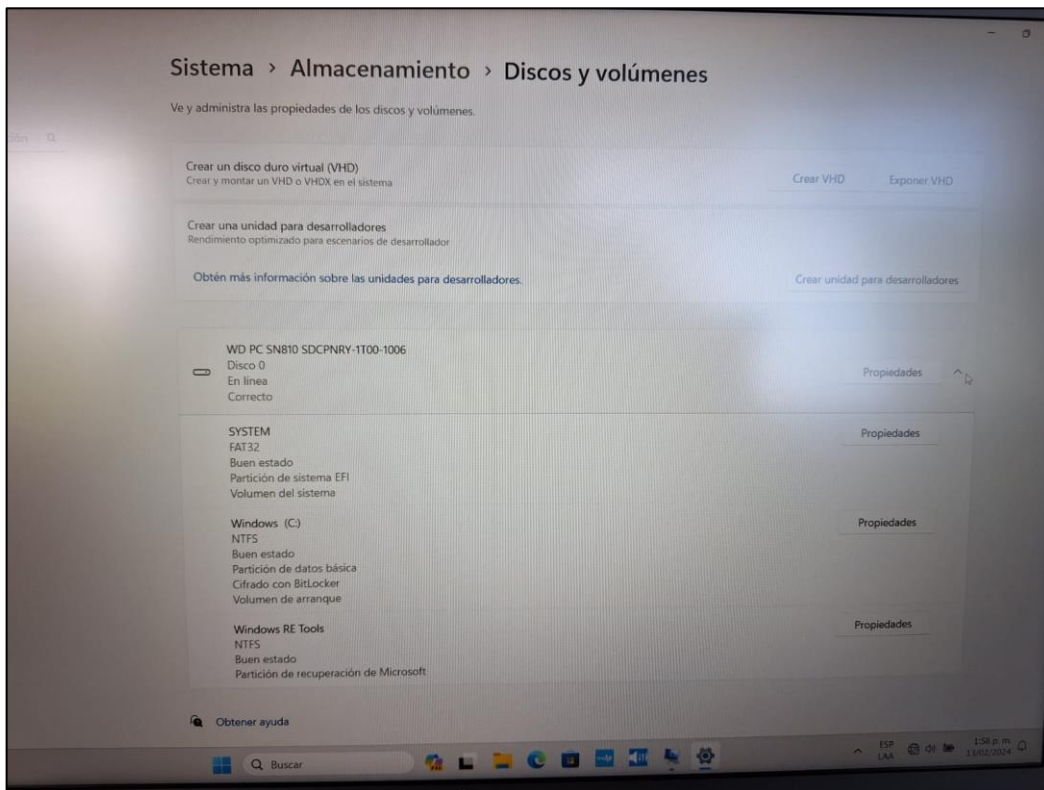 Sistema > Almacenamiento > Discos y volúmenes
Ve y administra las propiedades de los discos y volúmenes.
Crear un disco duro virtual (VHD)
Crear y montar un VHD o VHDX en el sistema
Crear VHD
Exponer VHD
Crear una unidad para desarrolladores
Rendimiento optimizado para escenarios de desarrollador
Obtén más información sobre las unidades para desarrolladores.
Crear unidad para desarrolladores
WD PC SN810 SDCPNRY-1T00-1006
Disco 0
En línea
Correcto
Propiedades
SYSTEM
FAT32
Buen estado
Partición de sistema EFI
Volumen del sistema
Propiedades
Windows (C:)
NTFS
Buen estado
Partición de datos básica
Cifrado con BitLocker
Volumen de arranque
Propiedades
Windows RE Tools
NTFS
Buen estado
Partición de recuperación de Microsoft
Propiedades
Obtener ayuda
Buscar
ESP
LAA
1:58 p. m.
13/02/2024